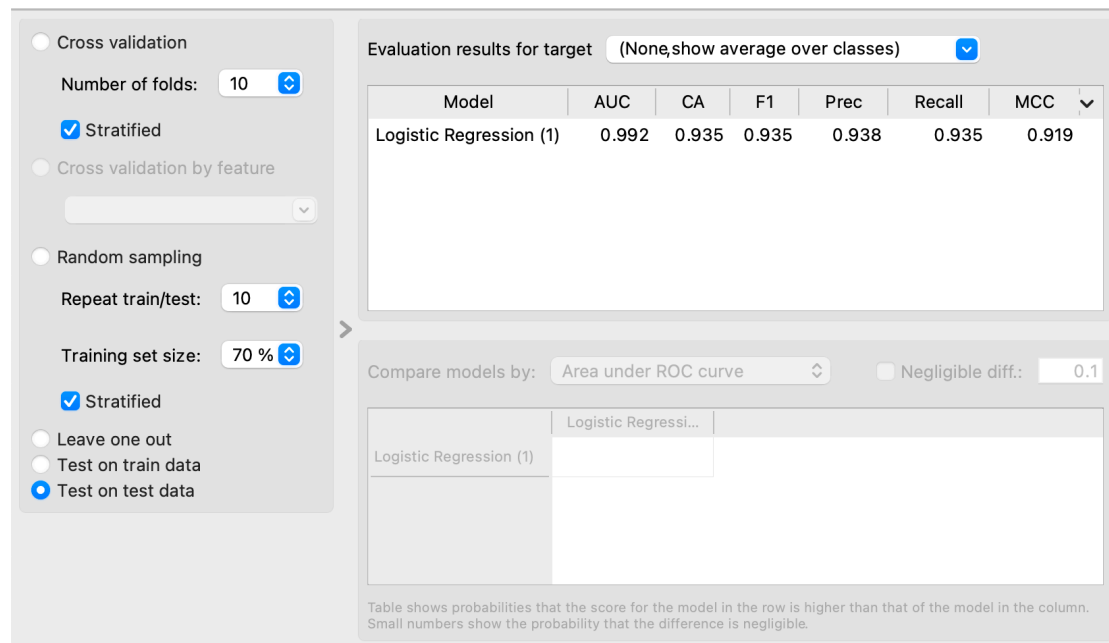 Cross validation
Number of folds: 10
Stratified
Cross validation by feature
Random sampling
Repeat train/test: 10
Training set size: 70 %
Stratified
Leave one out
Test on train data
Test on test data
Evaluation results for target (None,show average over classes)
Model AUC CA F1 Prec Recall MCC
Logistic Regression (1) 0.992 0.935 0.935 0.938 0.935 0.919
Compare models by: Area under ROC curve Negligible diff.: 0.1
Logistic Regressi...
Logistic Regression (1)
Table shows probabilities that the score for the model in the row is higher than that of the model in the column.
Small numbers show the probability that the difference is negligible.